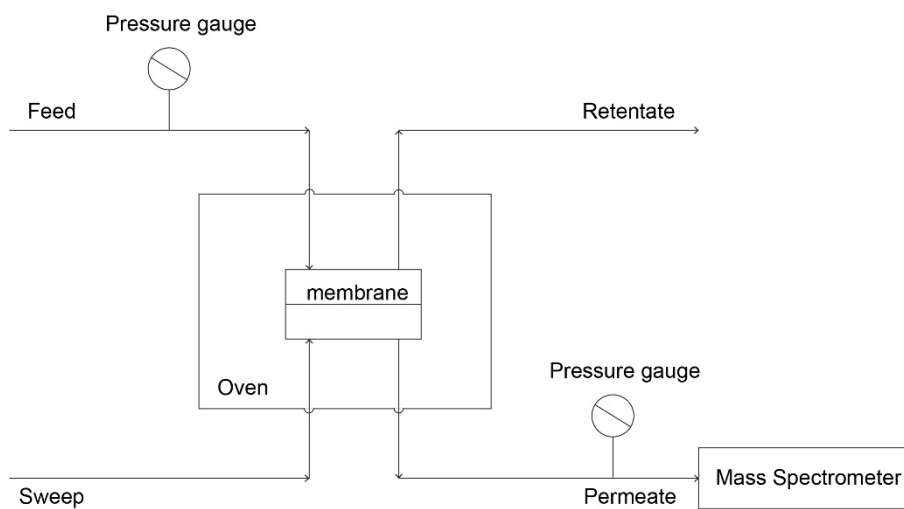 Pressure gauge
Feed
Retentate
membrane
Oven
Pressure gauge
Mass Spectrometer
Sweep
Permeate